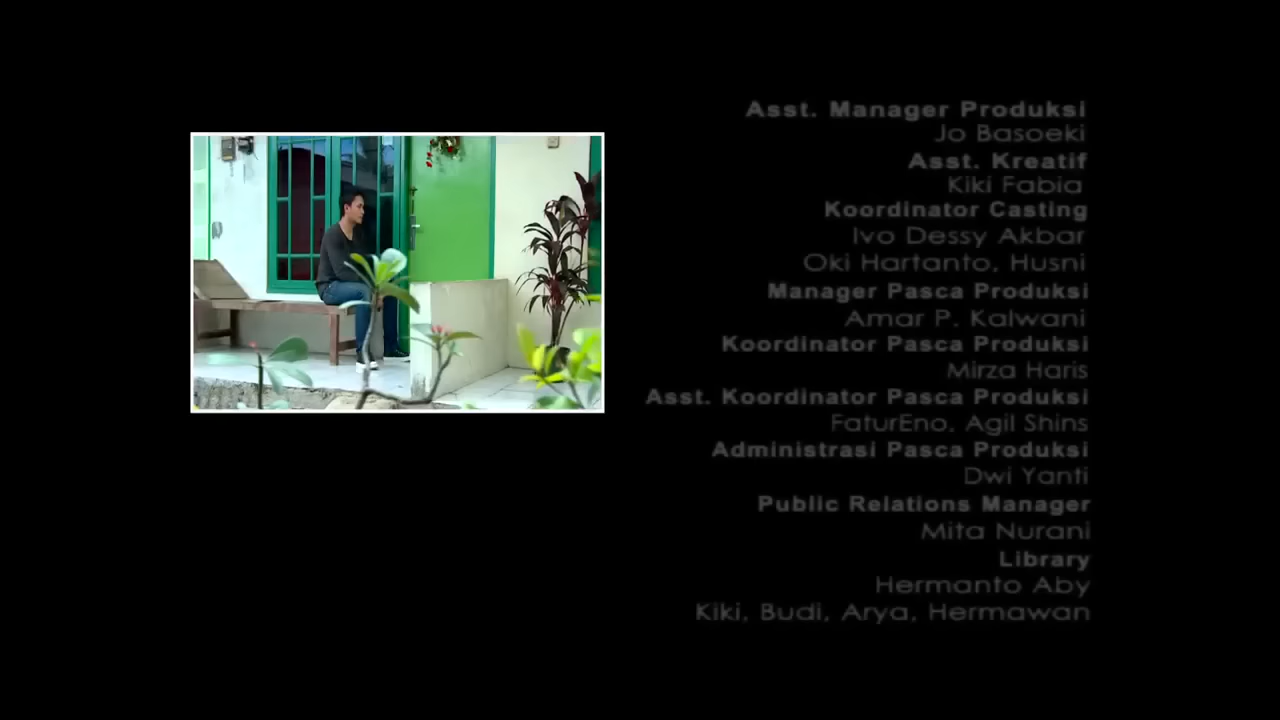 Asst. Manager Produksi
Jo Basoeki
Asst. Kreatif
Kiki Fabia
Koordinator Casting
Ivo Dessy Akbar
Oki Hartanto, Husni
Manager Pasca Produksi
Amar P. Kalwani
Koordinator Pasca Produksi
Mirza Haris
Asst. Koordinator Pasca Produksi
FaturEno, Agil Shins
Administrasi Pasca Produksi
Dwi Yanti
Public Relations Manager
Mita Nurani
Library
Hermanto Aby
Kiki, Budi, Arya, Hermawan